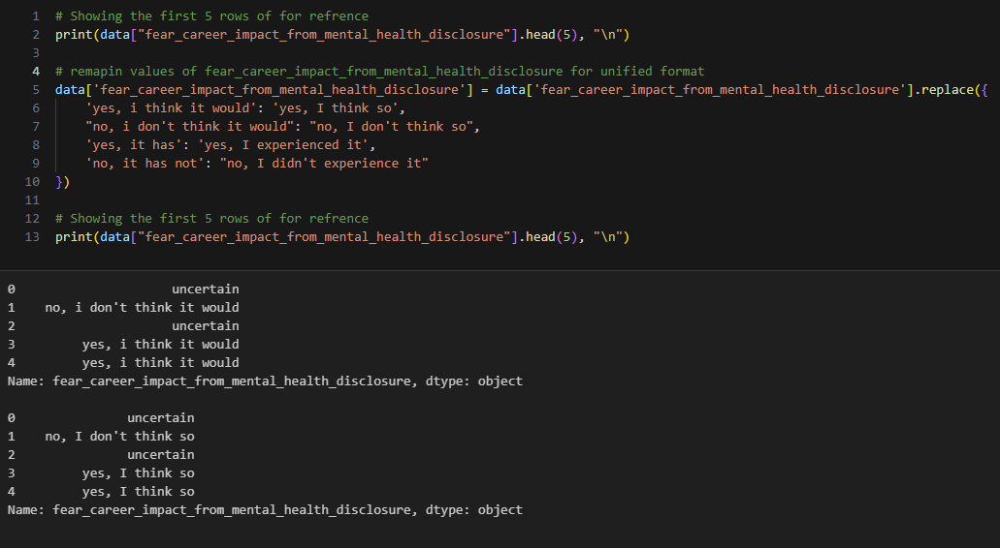 1 # Showing the first 5 rows of for refrence
2 print(data["fear_career_impact_from_mental_health_disclosure"].head(5), "\n")
3
4 # remapin values of fear_career_impact_from_mental_health_disclosure for unified format
5 data['fear_career_impact_from_mental_health_disclosure'] = data['fear_career_impact_from_mental_health_disclosure'].replace({
6     'yes, i think it would': 'yes, I think so',
7     "no, i don't think it would": "no, I don't think so",
8     'yes, it has': 'yes, I experienced it',
9     'no, it has not': "no, I didn't experience it"
10 })
11
12 # Showing the first 5 rows of for refrence
13 print(data["fear_career_impact_from_mental_health_disclosure"].head(5), "\n")
0                     uncertain
1    no, i don't think it would
2                     uncertain
3         yes, i think it would
4         yes, i think it would
Name: fear_career_impact_from_mental_health_disclosure, dtype: object
0               uncertain
1    no, I don't think so
2               uncertain
3         yes, I think so
4         yes, I think so
Name: fear_career_impact_from_mental_health_disclosure, dtype: object